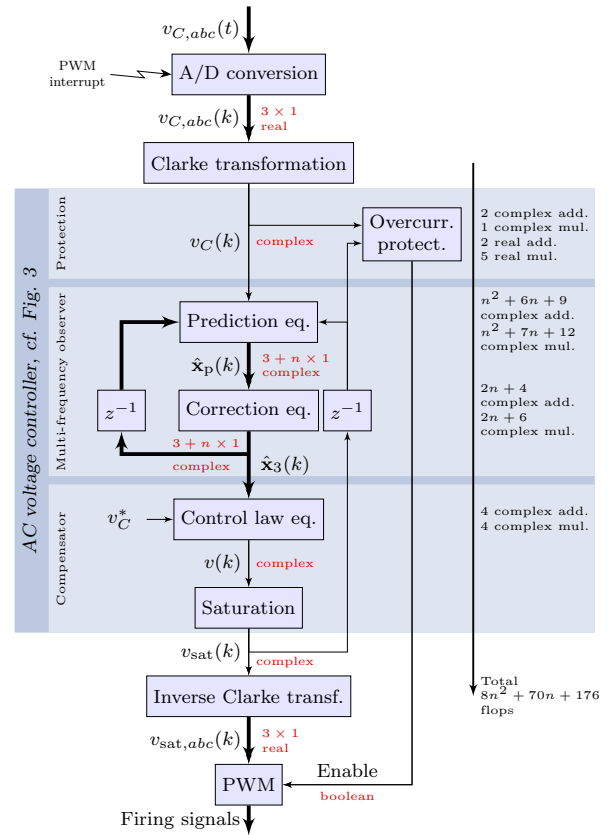 v_{C,abc}(t)
PWM
interrupt
A/D conversion
v_{C,abc}(k)
3 × 1
real
Clarke transformation
AC voltage controller, cf. Fig. 3
Protection
v_C(k)
complex
Overcurr.
protect.
2 complex add.
1 complex mul.
2 real add.
5 real mul.
Multi-frequency observer
Prediction eq.
n^2 + 6n + 9
complex add.
n^2 + 7n + 12
complex mul.
x̂_p(k)
3 + n × 1
complex
z^{-1}
Correction eq.
z^{-1}
2n + 4
complex add.
2n + 6
complex mul.
3 + n × 1
complex
x̂_3(k)
Compensator
v_C^*
Control law eq.
4 complex add.
4 complex mul.
v(k)
complex
Saturation
v_{sat}(k)
complex
Inverse Clarke transf.
Total
8n^2 + 70n + 176
flops
v_{sat,abc}(k)
3 × 1
real
PWM
Enable
boolean
Firing signals